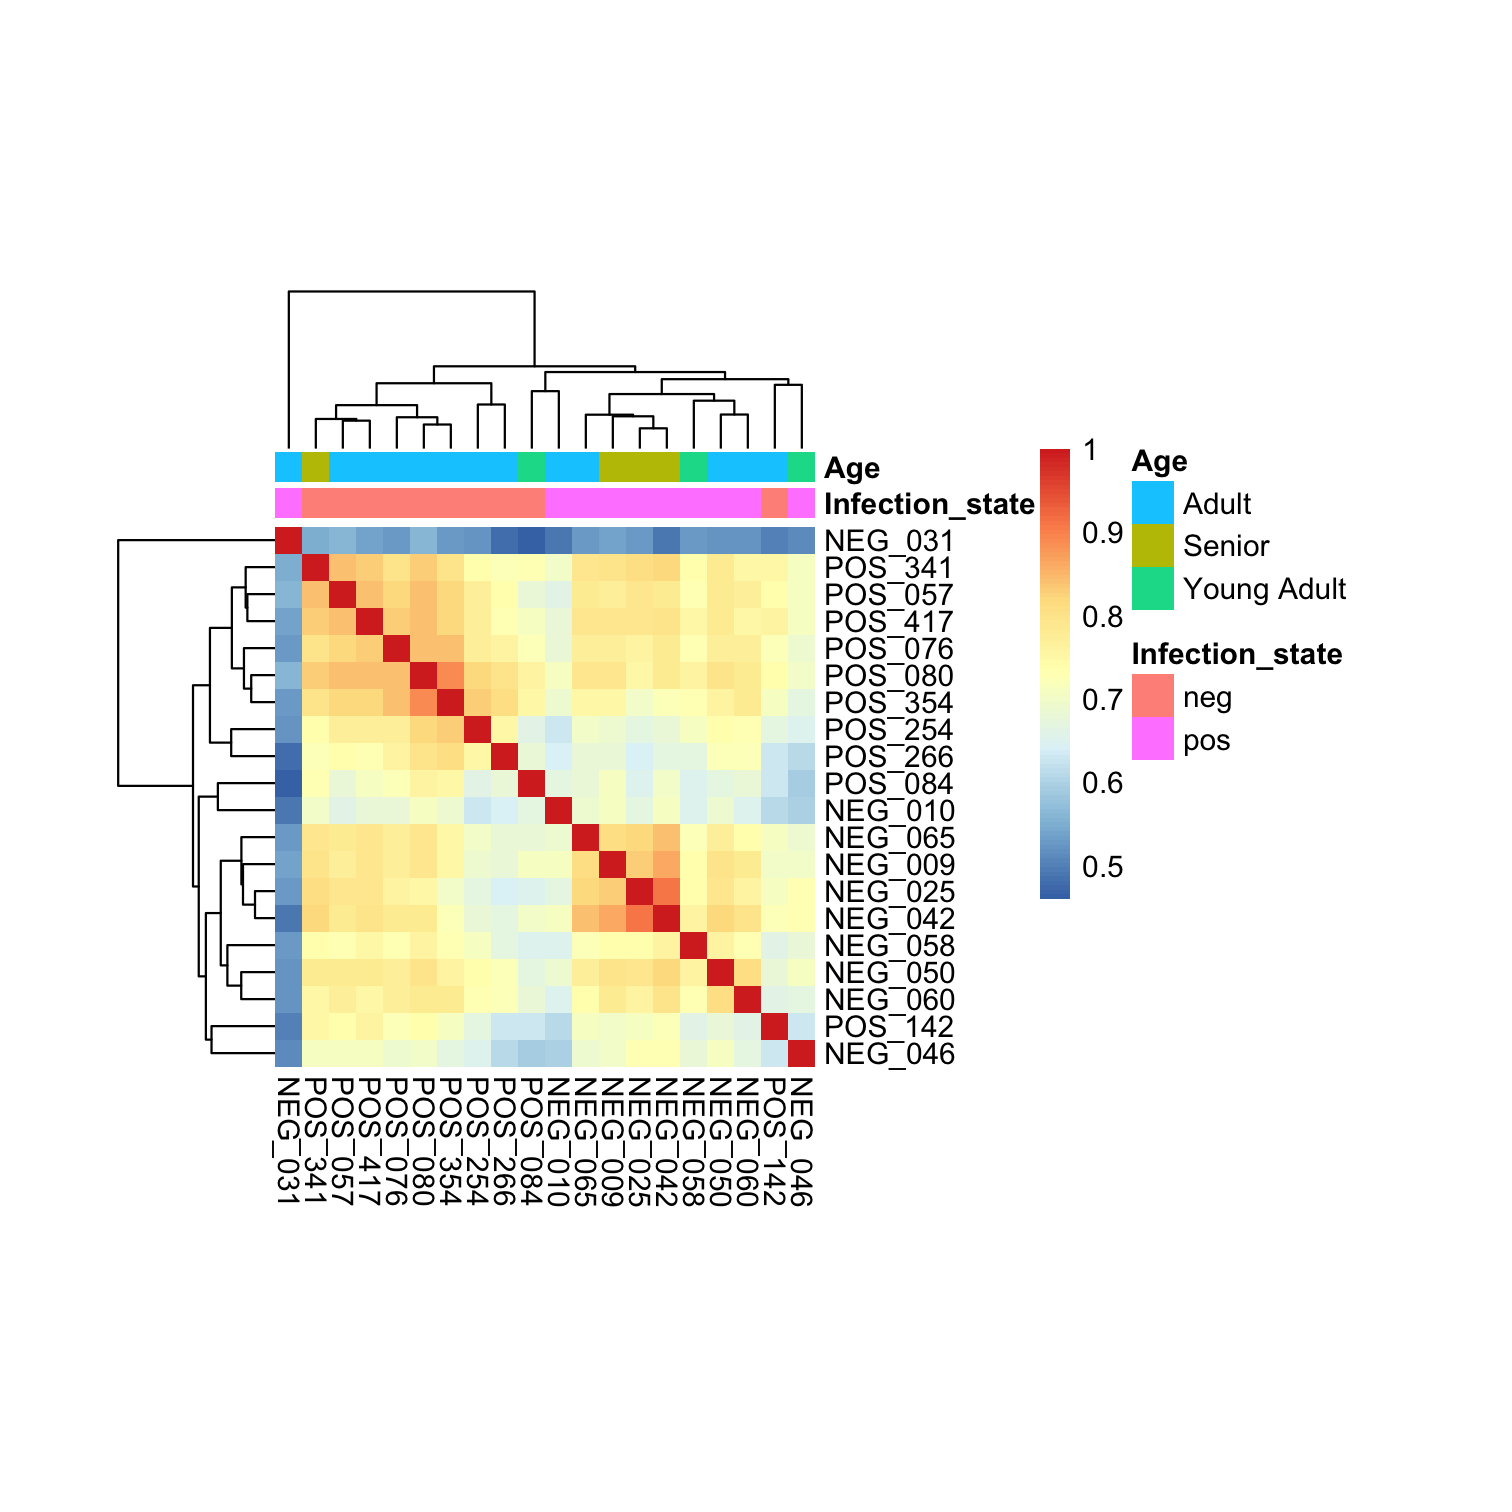 Age
Infection_state
NEG_031
POS_341
POS_057
POS_417
POS_076
POS_080
POS_354
POS_254
POS_266
POS_084
NEG_010
NEG_065
NEG_009
NEG_025
NEG_042
NEG_058
NEG_050
NEG_060
POS_142
NEG_046
NEG_031
POS_341
POS_057
POS_417
POS_076
POS_080
POS_354
POS_254
POS_266
POS_084
NEG_010
NEG_065
NEG_009
NEG_025
NEG_042
NEG_058
NEG_050
NEG_060
POS_142
NEG_046
1
0.9
0.8
0.7
0.6
0.5
Age
Adult
Senior
Young Adult
Infection_state
neg
pos